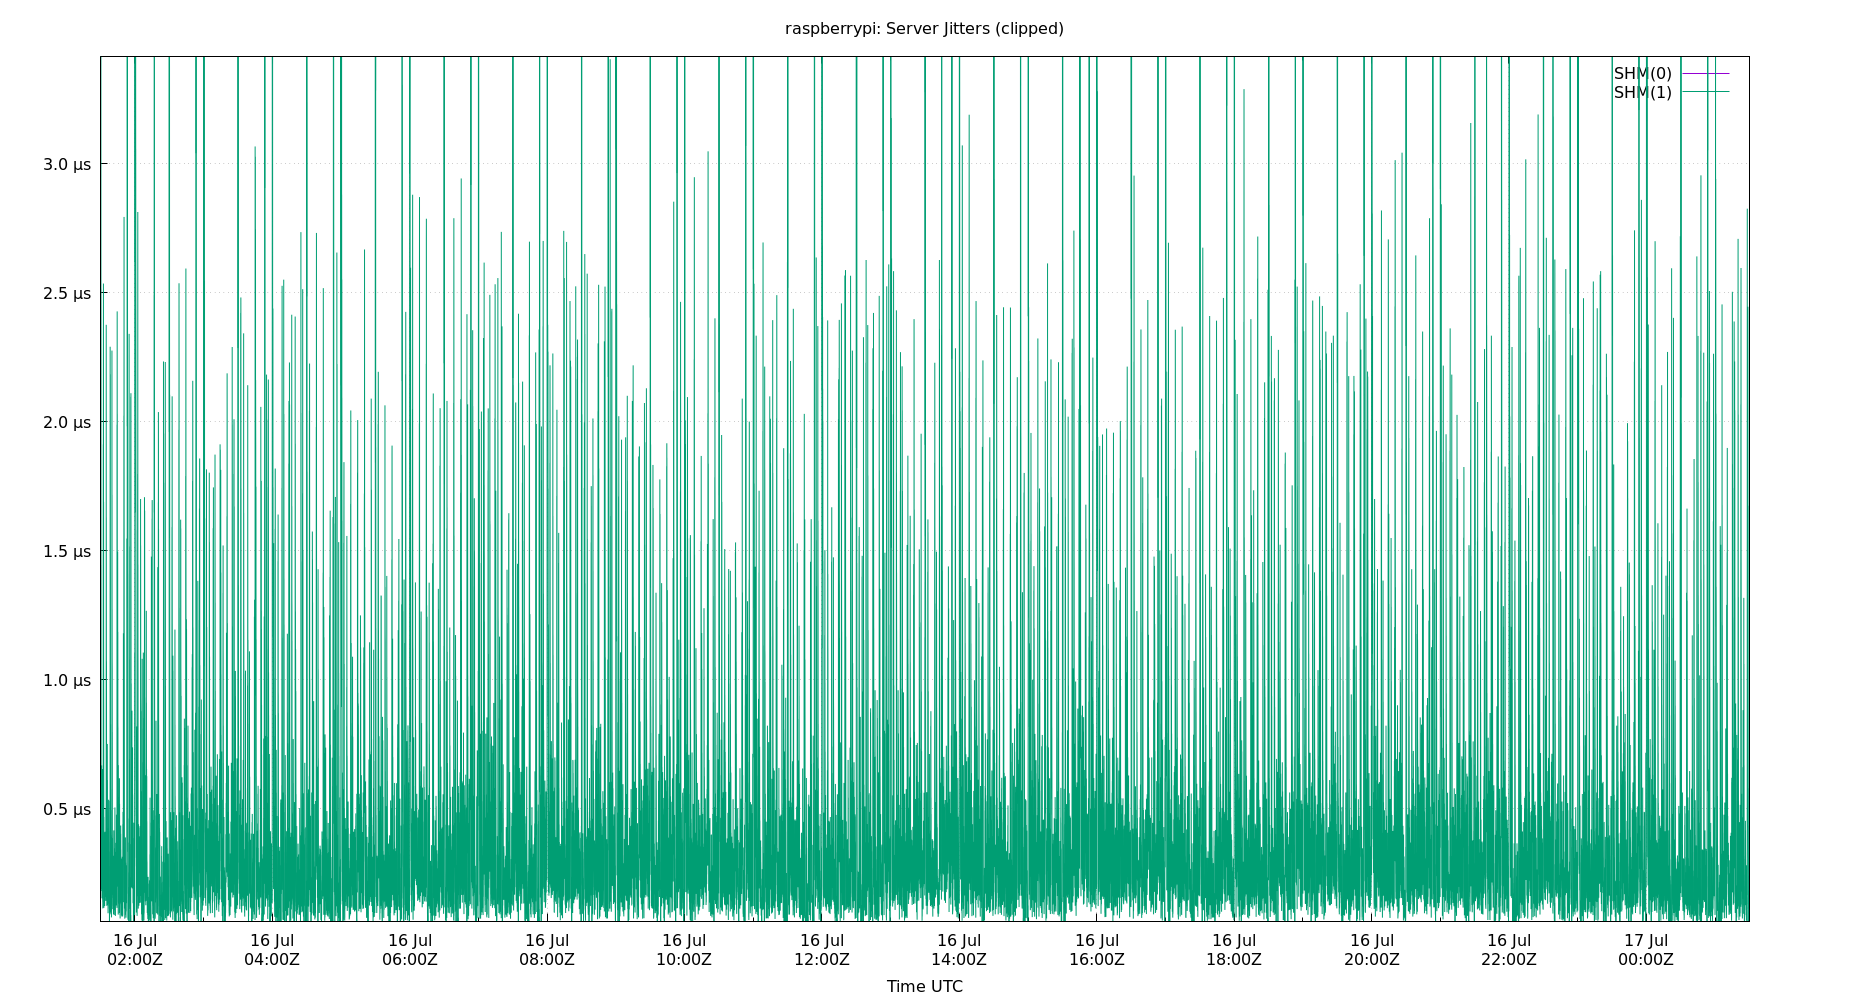 raspberrypi: Server Jitters (clipped)
SHM(0)
SHM(1)
3.0 µs
2.5 µs
2.0 µs
1.5 µs
1.0 µs
0.5 µs
16 Jul 16 Jul 16 Jul 16 Jul 16 Jul 16 Jul 16 Jul 16 Jul 16 Jul 16 Jul 16 Jul 17 Jul
02:00Z 04:00Z 06:00Z 08:00Z 10:00Z 12:00Z 14:00Z 16:00Z 18:00Z 20:00Z 22:00Z 00:00Z
Time UTC